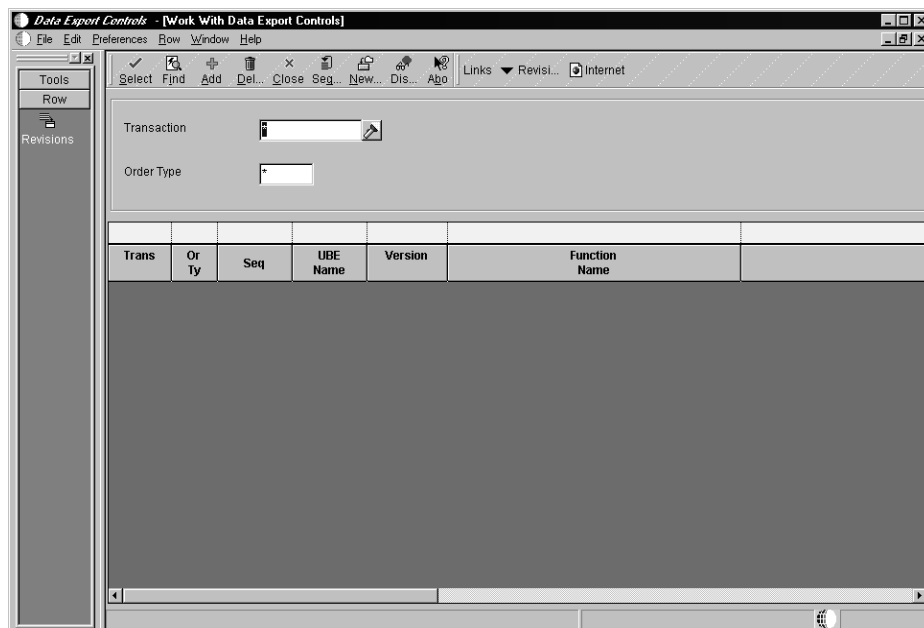 Data Export Controls - [Work With Data Export Controls]
File Edit Preferences Row Window Help
Select Find Add Del... Close Seq... New... Dis... Abo Links Revisi... Internet
Tools
Row
Revisions
Transaction *
Order Type *
Trans Or Ty Seq UBE Name Version Function Name